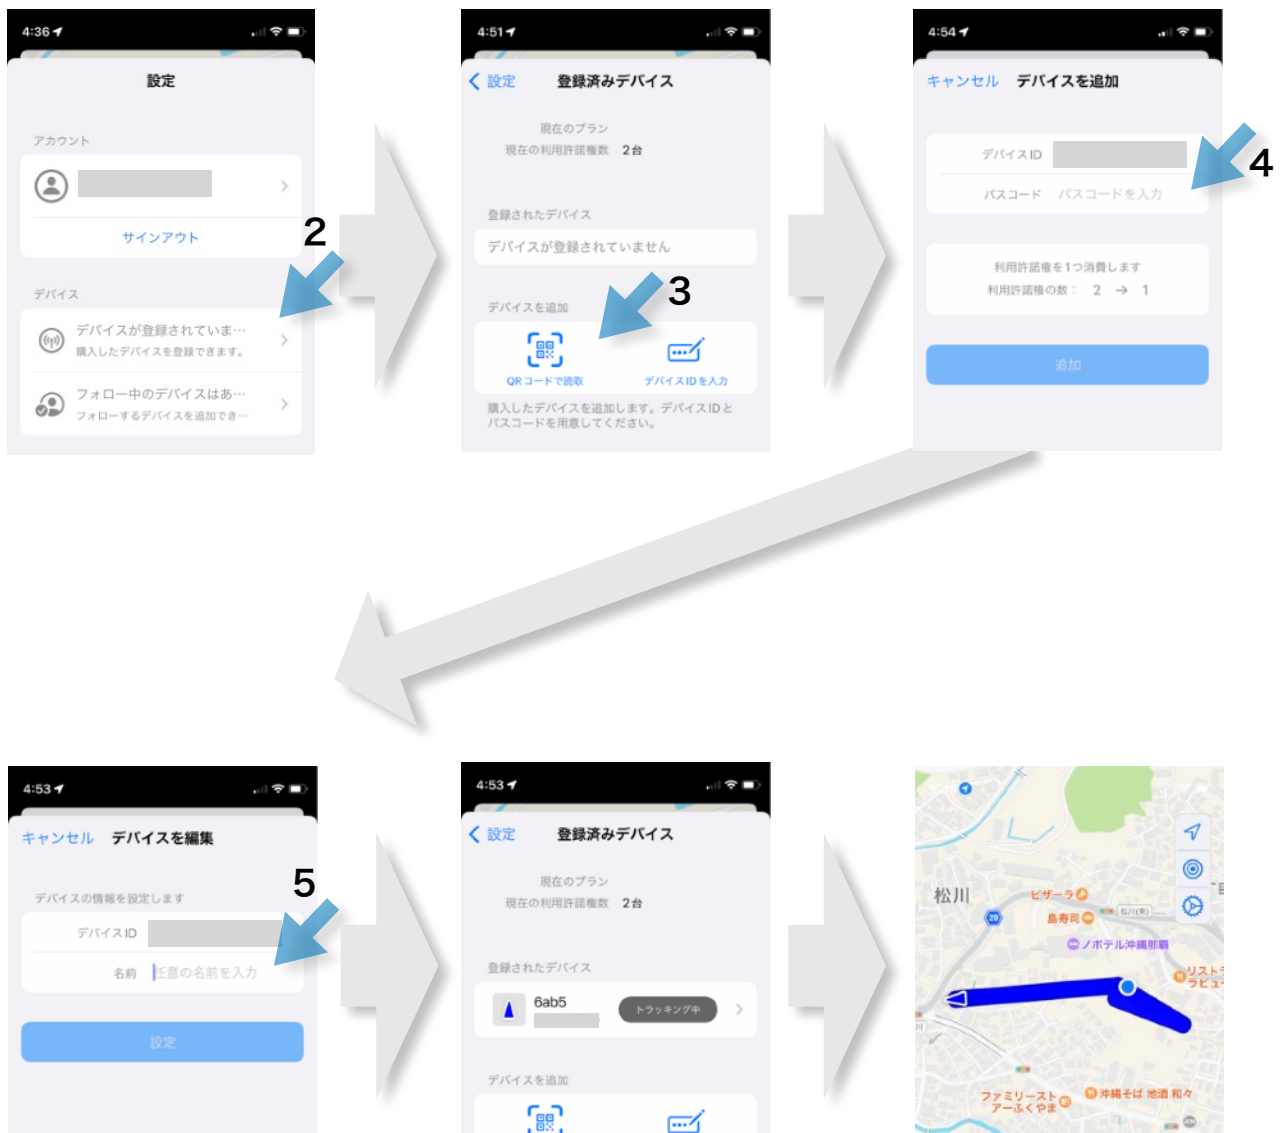 4:36
設定
アカウント
サインアウト
2
デバイス
デバイスが登録されていま…
購入したデバイスを登録できます。
フォロー中のデバイスはあ…
フォローするデバイスを追加でき…
4:51
設定 登録済みデバイス
現在のプラン
現在の利用許諾権数 2台
登録されたデバイス
デバイスが登録されていません
3
デバイスを追加
QRコードで読取 デバイスIDを入力
購入したデバイスを追加します。デバイスIDと
パスコードを用意してください。
4:54
キャンセル デバイスを追加
デバイスID
4
パスコード パスコードを入力
利用許諾権を1つ消費します
利用許諾権の数： 2 → 1
追加
4:53
キャンセル デバイスを編集
5
デバイスの情報を設定します
デバイスID
名前 任意の名前を入力
設定
4:53
設定 登録済みデバイス
現在のプラン
現在の利用許諾権数 2台
登録されたデバイス
6ab5
トラッキング中
デバイスを追加
松川
ピザーラ
29
島寿司
松川(東)
ノボテル沖縄那覇
リスト
ラビュー
川
ファミリースト
アーふくやま
沖縄そば 地酒 和々